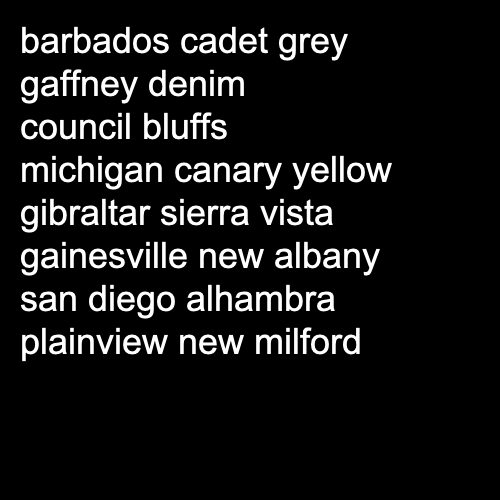 barbados cadet grey
gaffney denim
council bluffs
michigan canary yellow
gibraltar sierra vista
gainesville new albany
san diego alhambra
plainview new milford